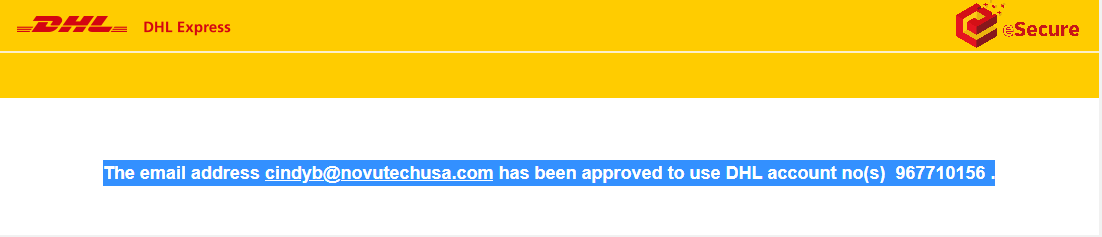 DHL DHL Express eSecure
The email address cindyb@novutechusa.com has been approved to use DHL account no(s)  967710156 .